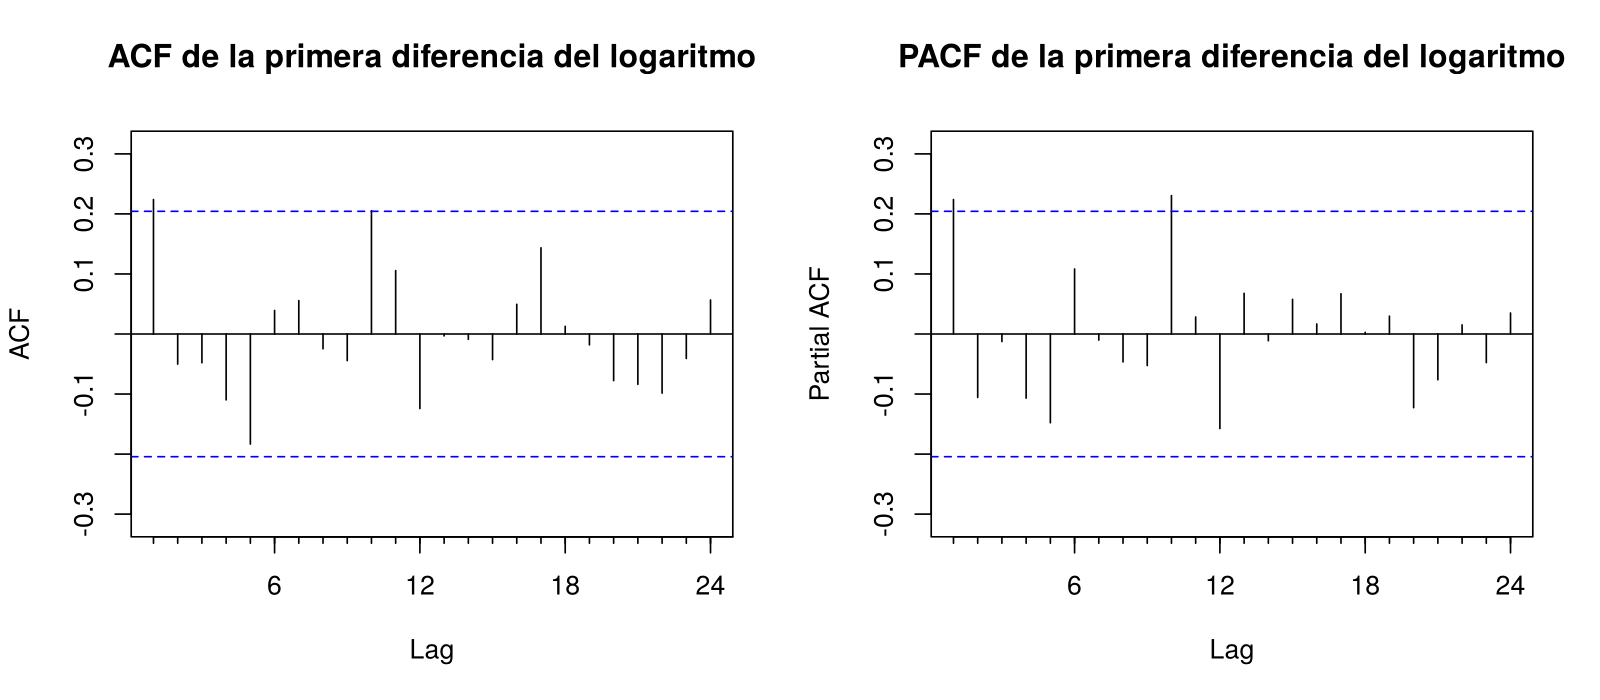 ACF de la primera diferencia del logaritmo
ACF
0.3
0.2
0.1
-0.1
-0.3
6 12 18 24
Lag
PACF de la primera diferencia del logaritmo
Partial ACF
0.3
0.2
0.1
-0.1
-0.3
6 12 18 24
Lag